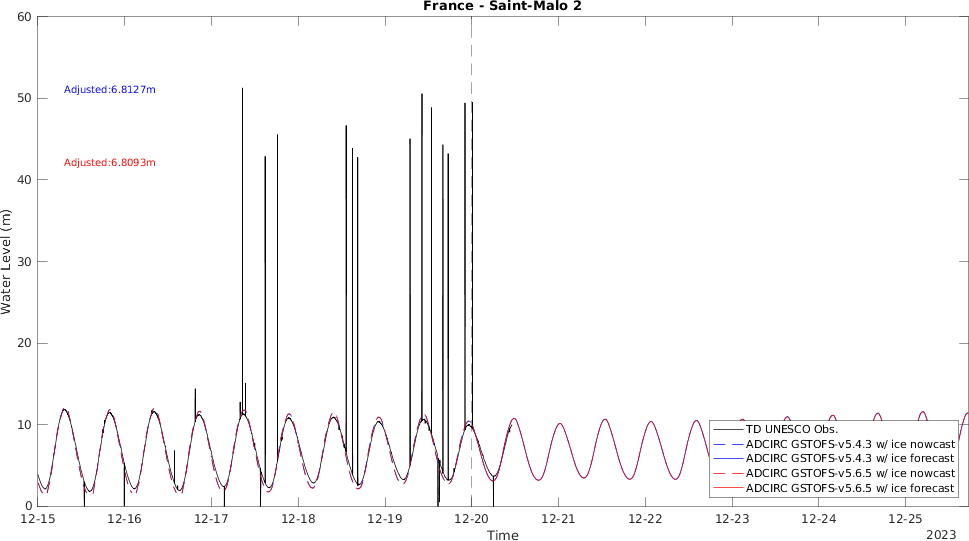 France - Saint-Malo 2
60
50
40
30
20
10
0
Water Level (m)
Adjusted:6.8127m
Adjusted:6.8093m
TD UNESCO Obs.
ADCIRC GSTOFS-v5.4.3 w/ ice nowcast
ADCIRC GSTOFS-v5.4.3 w/ ice forecast
ADCIRC GSTOFS-v5.6.5 w/ ice nowcast
ADCIRC GSTOFS-v5.6.5 w/ ice forecast
12-15 12-16 12-17 12-18 12-19 12-20 12-21 12-22 12-23 12-24 12-25
Time
2023